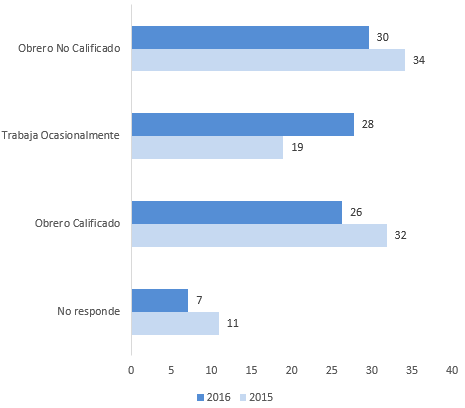 Obrero No Calificado
30
34
Trabaja Ocasionalmente
28
19
Obrero Calificado
26
32
No responde
7
11
0 5 10 15 20 25 30 35 40
2016 2015